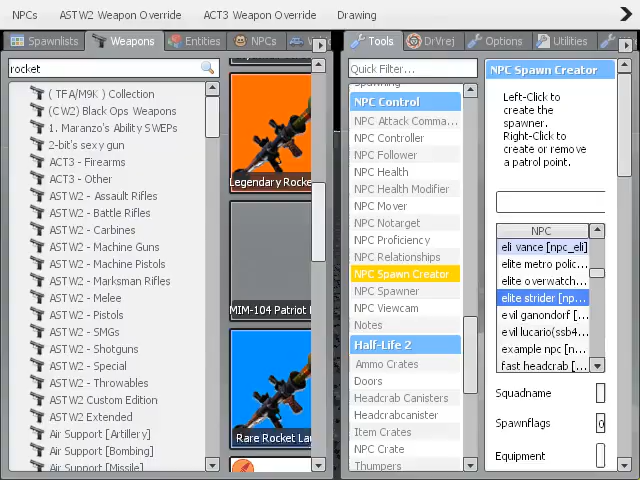 NPCs ASTW2 Weapon Override ACT3 Weapon Override Drawing
Spawnlists Weapons Entities NPCs
Tools DrVrej Options Utilities
rocket
( TFA/M9K ) Collection
(CW2) Black Ops Weapons
1. Maranzo's Ability SWEPs
2-bit's sexy gun
ACT3 - Firearms
ACT3 - Other
ASTW2 - Assault Rifles
ASTW2 - Battle Rifles
ASTW2 - Carbines
ASTW2 - Machine Guns
ASTW2 - Machine Pistols
ASTW2 - Marksman Rifles
ASTW2 - Melee
ASTW2 - Pistols
ASTW2 - SMGs
ASTW2 - Shotguns
ASTW2 - Special
ASTW2 - Throwables
ASTW2 Custom Edition
ASTW2 Extended
Air Support [Artillery]
Air Support [Bombing]
Air Support [Missile]
Legendary Rocke
MIM-104 Patriot
Rare Rocket Lau
Quick Filter...
Spawning
NPC Control
NPC Attack Comma...
NPC Controller
NPC Follower
NPC Health
NPC Health Modifier
NPC Mover
NPC Notarget
NPC Proficiency
NPC Relationships
NPC Spawn Creator
NPC Spawner
NPC Viewcam
Notes
Half-Life 2
Ammo Crates
Doors
Headcrab Canisters
Headcrabcanister
Item Crates
NPC Crate
Thumpers
NPC Spawn Creator
Left-Click to
create the
spawner.
Right-Click to
create or remove
a patrol point.
NPC
eli vance [npc_eli]
elite metro polic...
elite overwatch...
elite strider [np...
evil ganondorf [...
evil lucario(ssb4...
example npc [n...
fast headcrab [...
Squadname
Spawnflags 0
Equipment